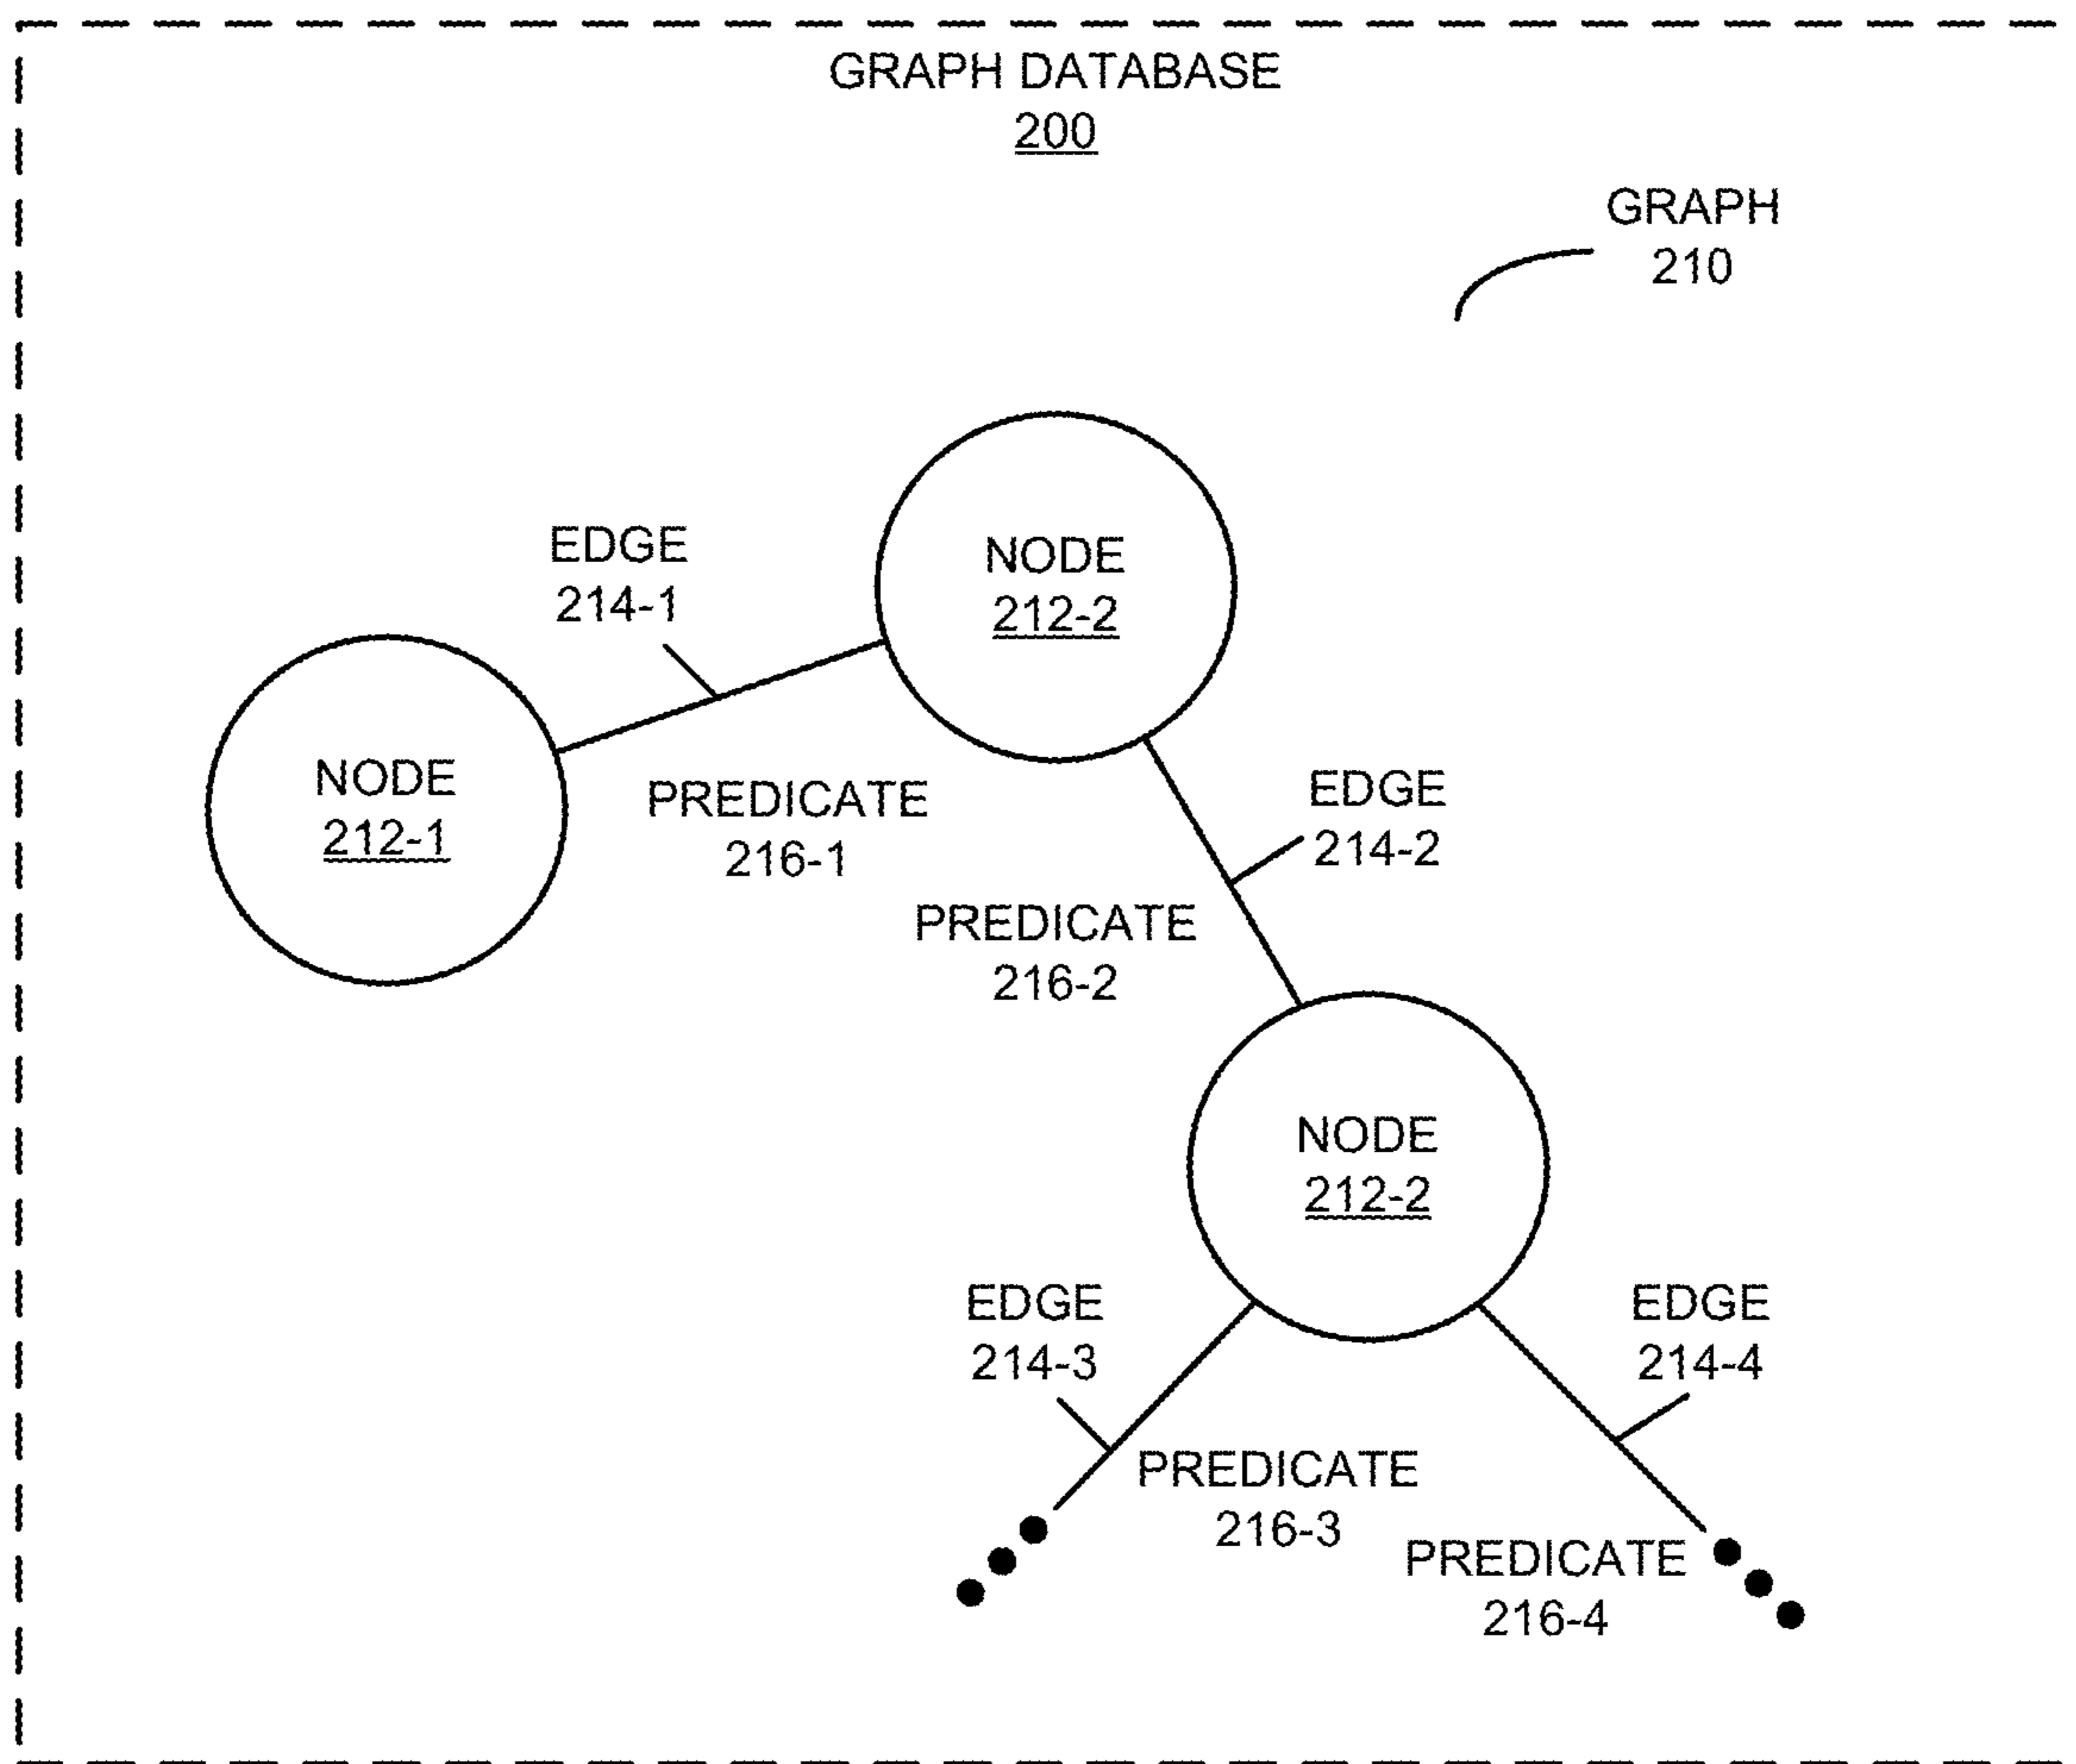 GRAPH DATABASE
200
GRAPH
210
EDGE
214-1
NODE
212-2
NODE
212-1
PREDICATE
216-1
EDGE
214-2
PREDICATE
216-2
NODE
212-2
EDGE
214-3
EDGE
214-4
PREDICATE
216-3
PREDICATE
216-4